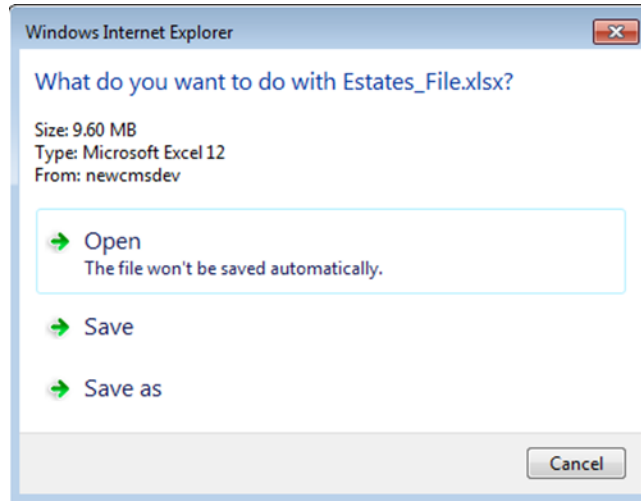 Windows Internet Explorer
What do you want to do with Estates_File.xlsx?
Size: 9.60 MB
Type: Microsoft Excel 12
From: newcmsdev
Open
The file won't be saved automatically.
Save
Save as
Cancel